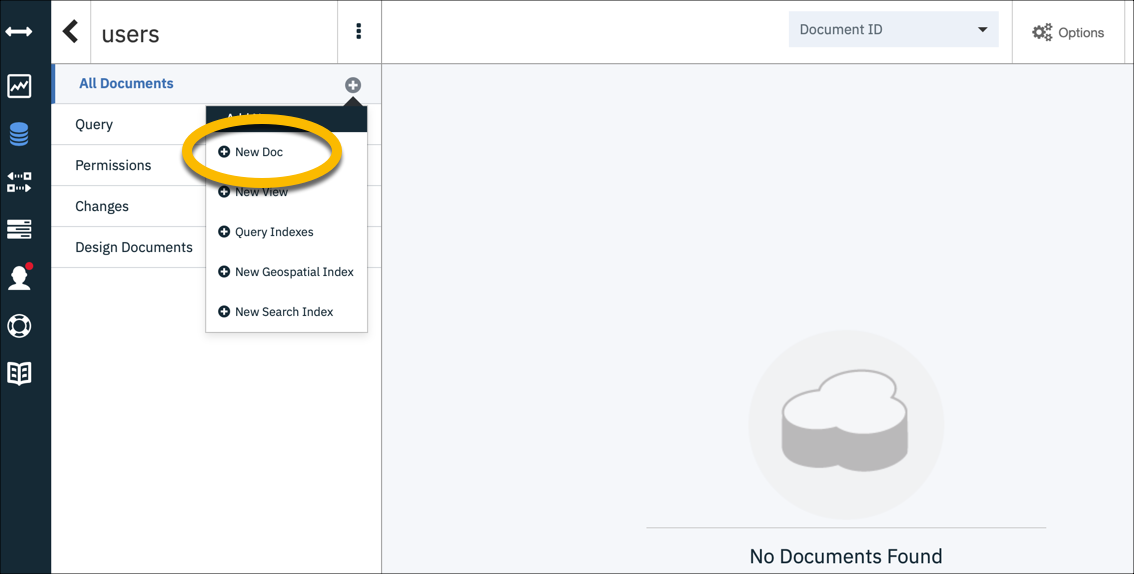 users
Document ID
Options
All Documents
Query
Permissions
Changes
Design Documents
New Doc
New View
Query Indexes
New Geospatial Index
New Search Index
No Documents Found